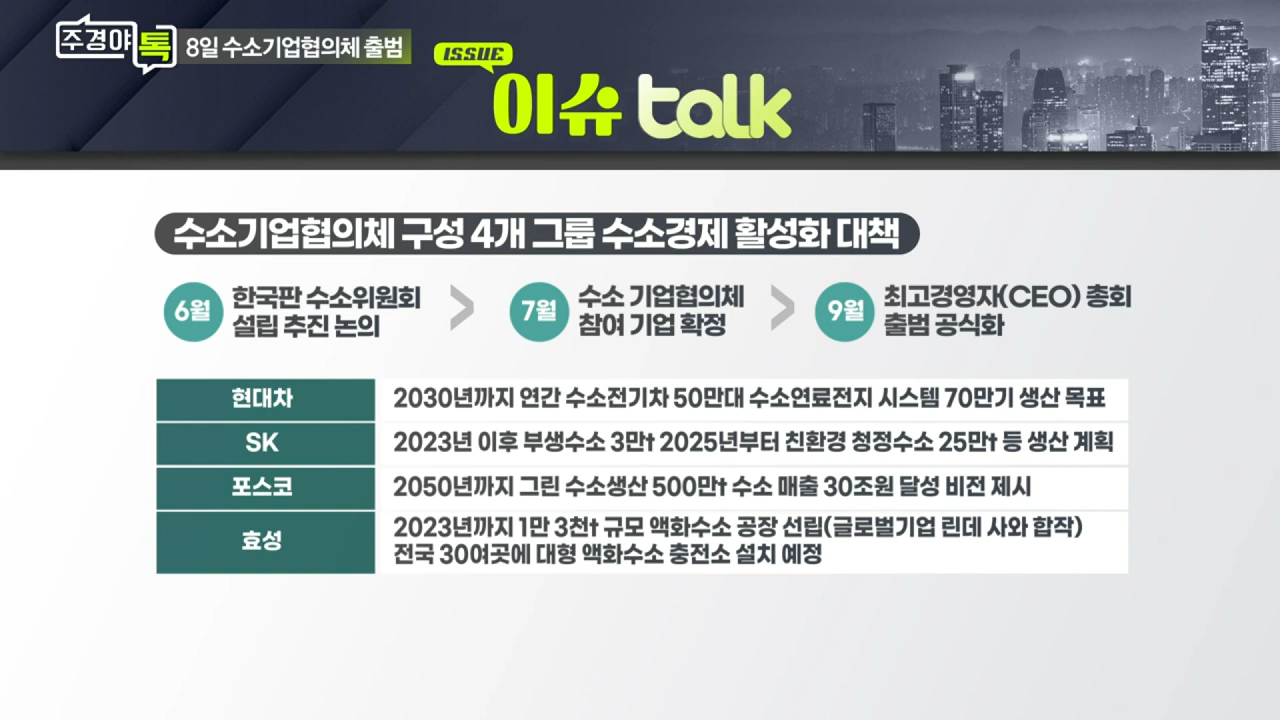 주경야톡
8일 수소기업협의체 출범
ISSUE
이슈 talk
수소기업협의체 구성 4개 그룹 수소경제 활성화 대책
6월
한국판 수소위원회
설립 추진 논의
>
7월
수소 기업협의체
참여 기업 확정
>
9월
최고경영자(CEO) 총회
출범 공식화
현대차
2030년까지 연간 수소전기차 50만대 수소연료전지 시스템 70만기 생산 목표
SK
2023년 이후 부생수소 3만t 2025년부터 친환경 청정수소 25만t 등 생산 계획
포스코
2050년까지 그린 수소생산 500만t 수소 매출 30조원 달성 비전 제시
효성
2023년까지 1만 3천t 규모 액화수소 공장 선립(글로벌기업 린데 사와 합작)
전국 30여곳에 대형 액화수소 충전소 설치 예정